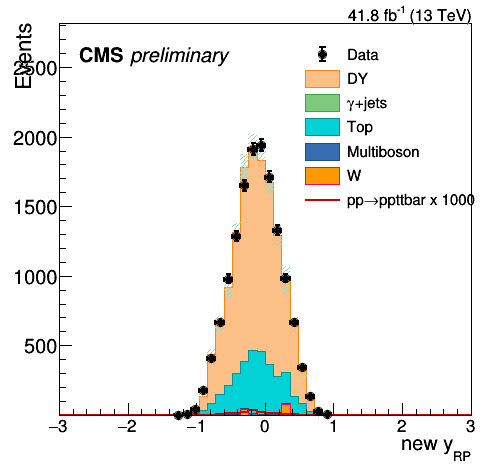 41.8 fb⁻¹ (13 TeV)
Events
CMS preliminary
Data
DY
γ+jets
Top
Multiboson
W
pp→ppttbar x 1000
2500
2000
1500
1000
500
−3 −2 −1 0 1 2 3
new y_RP